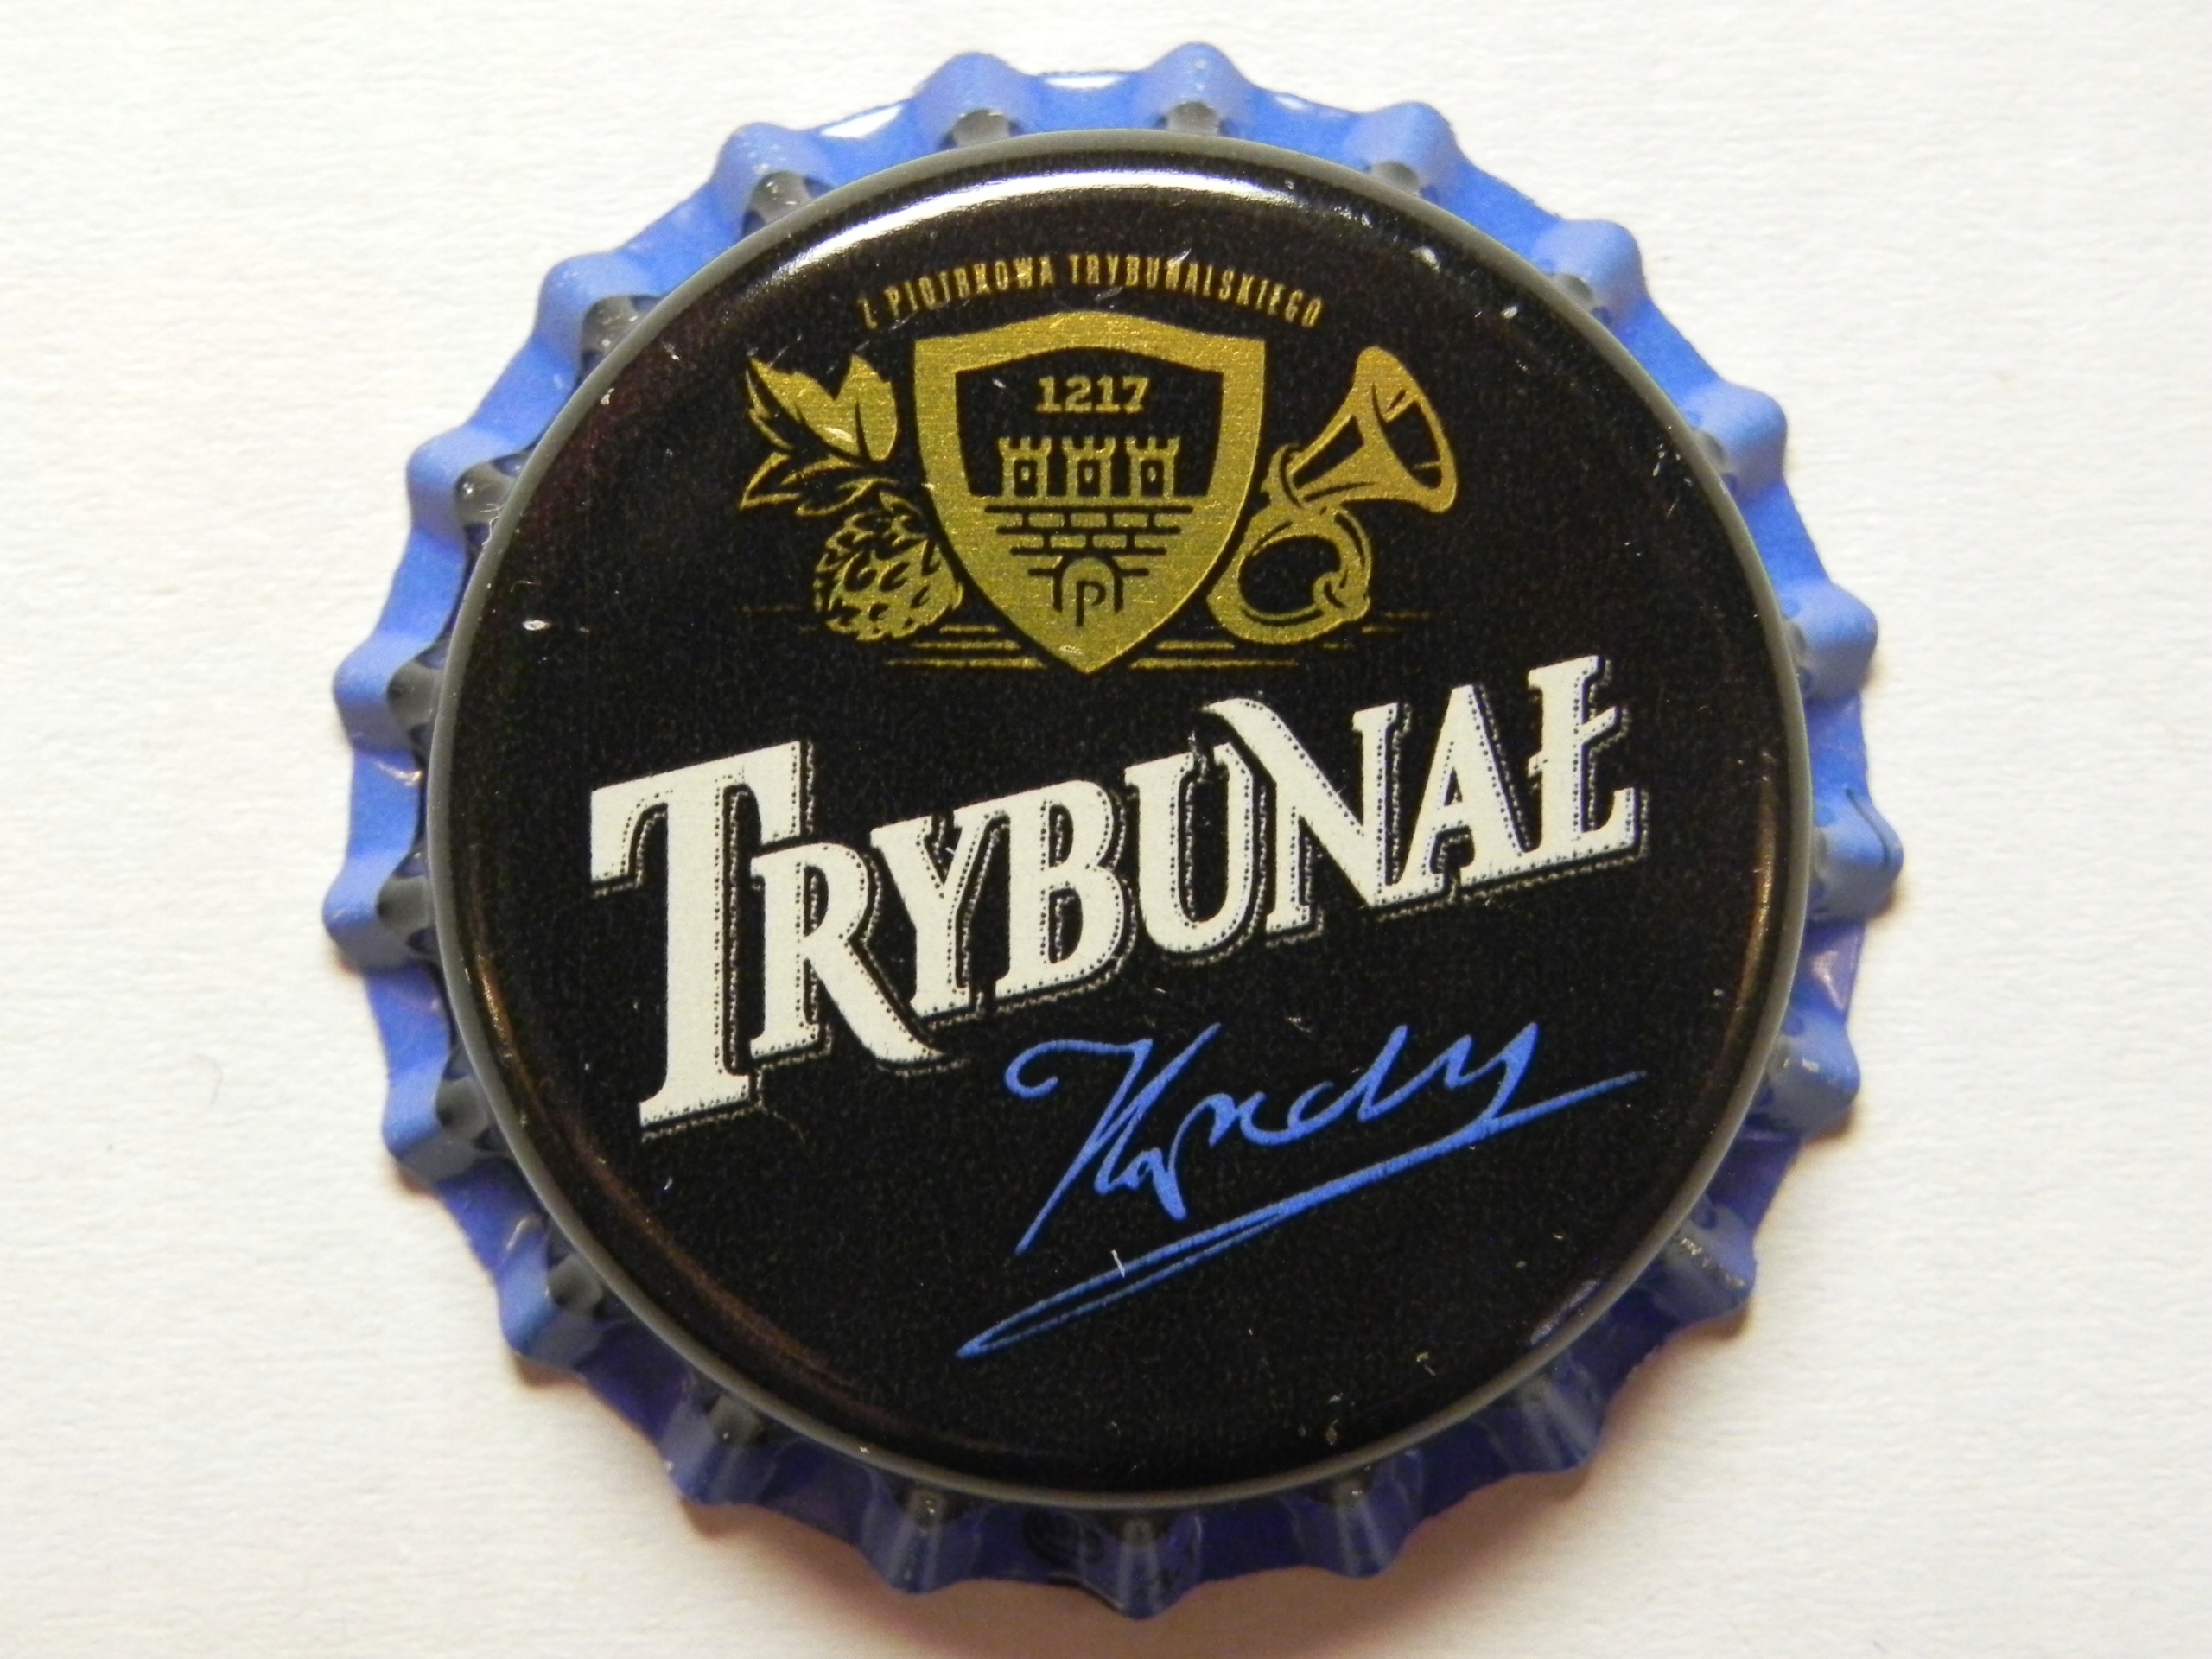 Z PIOTRKOWA TRYBUNALSKIEGO
1217
P
TRYBUNAŁ